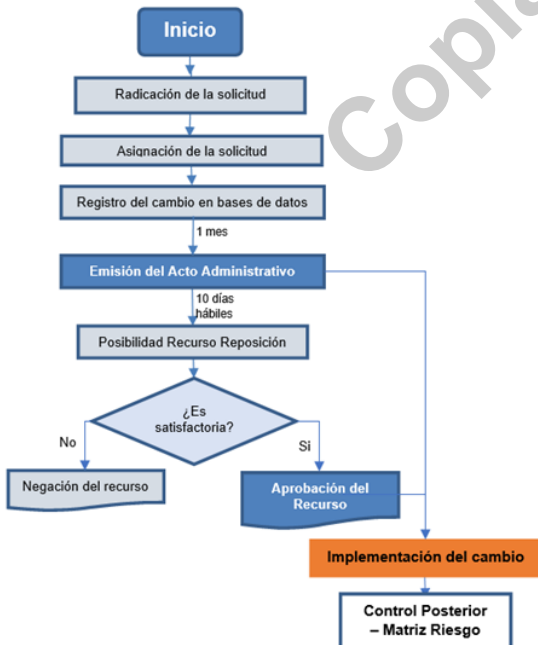 Inicio
Copia
Radicación de la solicitud
Asignación de la solicitud
Registro del cambio en bases de datos
1 mes
Emisión del Acto Administrativo
10 días
hábiles
Posibilidad Recurso Reposición
¿Es
satisfactoria?
No
Si
Negación del recurso
Aprobación del
Recurso
Implementación del cambio
Control Posterior
– Matriz Riesgo